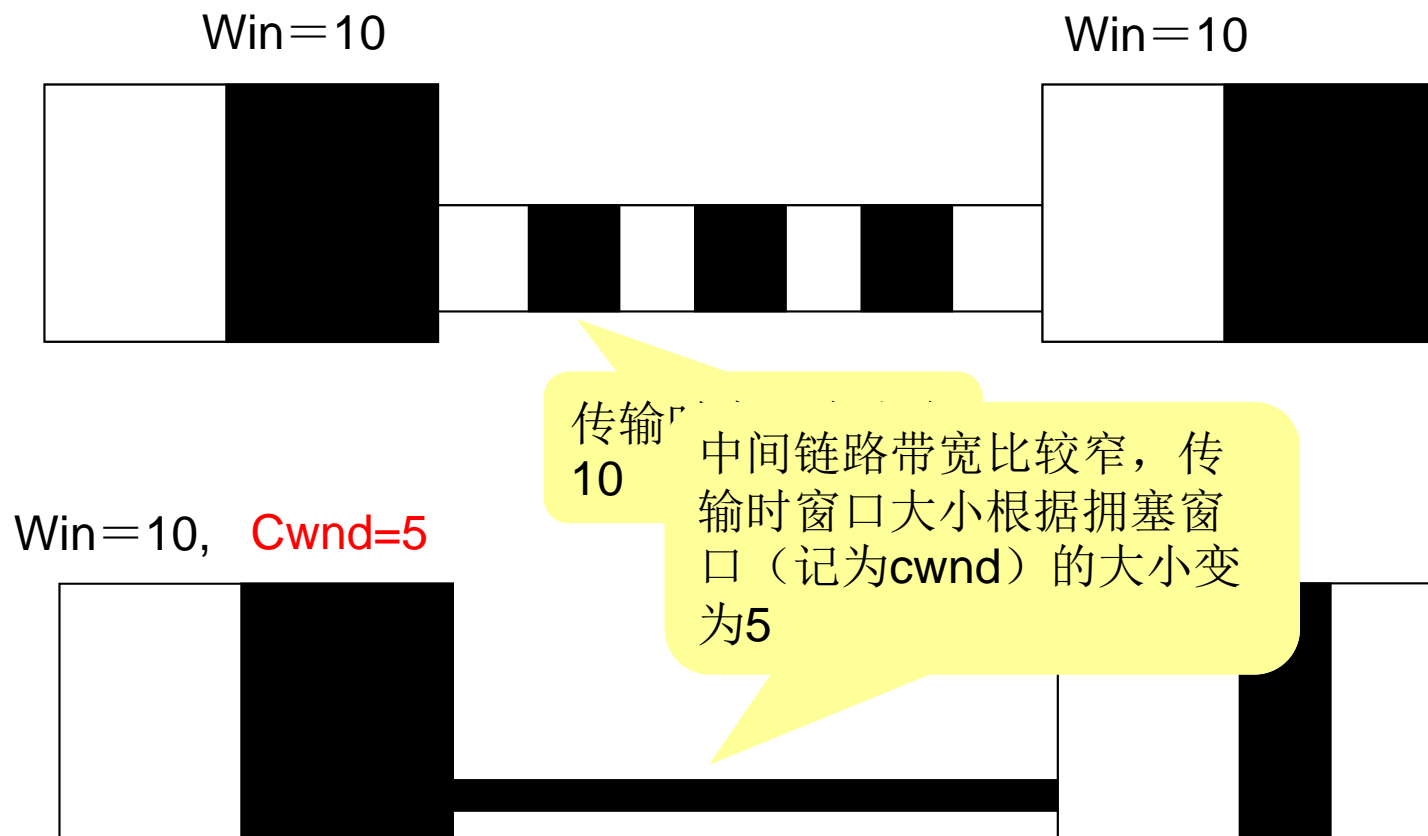 Win＝10
Win＝10
传输
10
中间链路带宽比较窄，传
输时窗口大小根据拥塞窗
口（记为cwnd）的大小变
为5
Win＝10, Cwnd=5